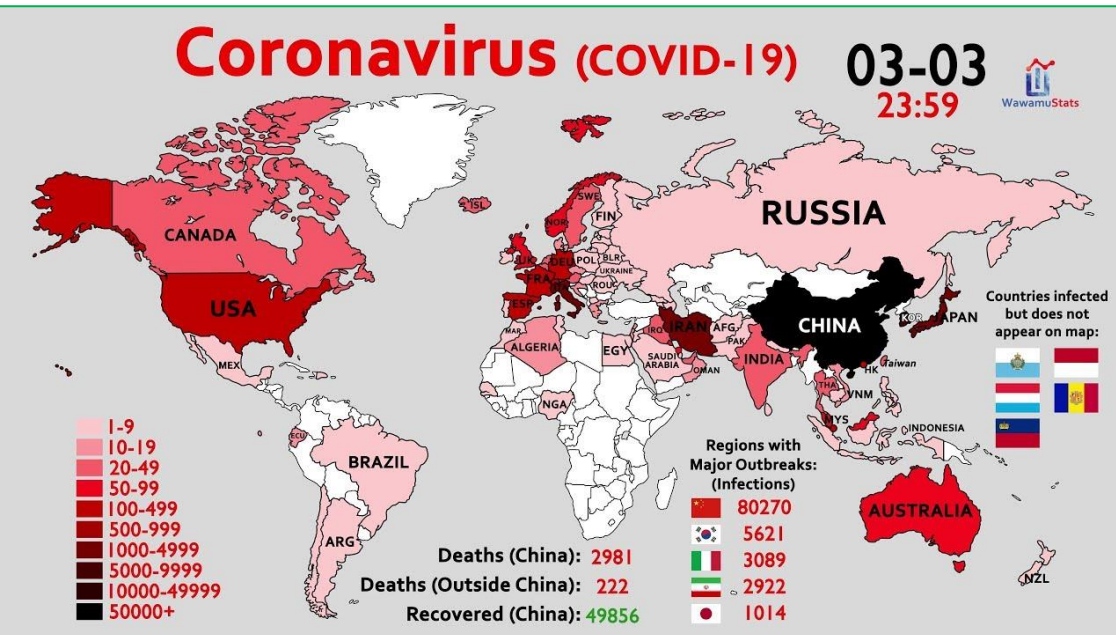 Coronavirus (COVID-19)
03-03
23:59
WawamuStats
CANADA
USA
MEX
ECU
BRAZIL
ARG
ISL
NOR
SWE
FIN
UK
DEU
POL
BLR
UKRAINE
FRA
ROU
ESP
RUSSIA
MAR
ALGERIA
EGY
NGA
IRQ
IRAN
AFG
PAK
SAUDI
ARABIA
OMAN
INDIA
CHINA
KOR
JAPAN
HK
Taiwan
THA
VNM
MYS
INDONESIA
AUSTRALIA
NZL
Countries infected
but does not
appear on map:
1-9
10-19
20-49
50-99
100-499
500-999
1000-4999
5000-9999
10000-49999
50000+
Deaths (China): 2981
Deaths (Outside China): 222
Recovered (China): 49856
Regions with
Major Outbreaks:
(Infections)
80270
5621
3089
2922
1014